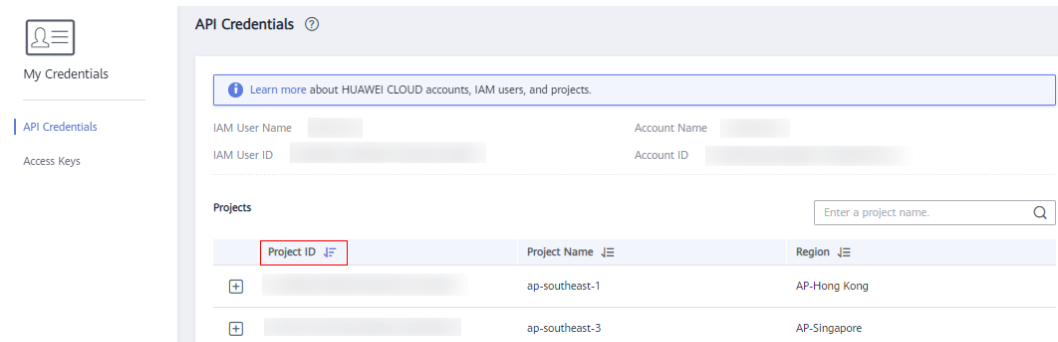 API Credentials ?
My Credentials
API Credentials
Access Keys
i Learn more about HUAWEI CLOUD accounts, IAM users, and projects.
IAM User Name Account Name
IAM User ID Account ID
Projects
Enter a project name.
Project ID Project Name Region
ap-southeast-1 AP-Hong Kong
ap-southeast-3 AP-Singapore